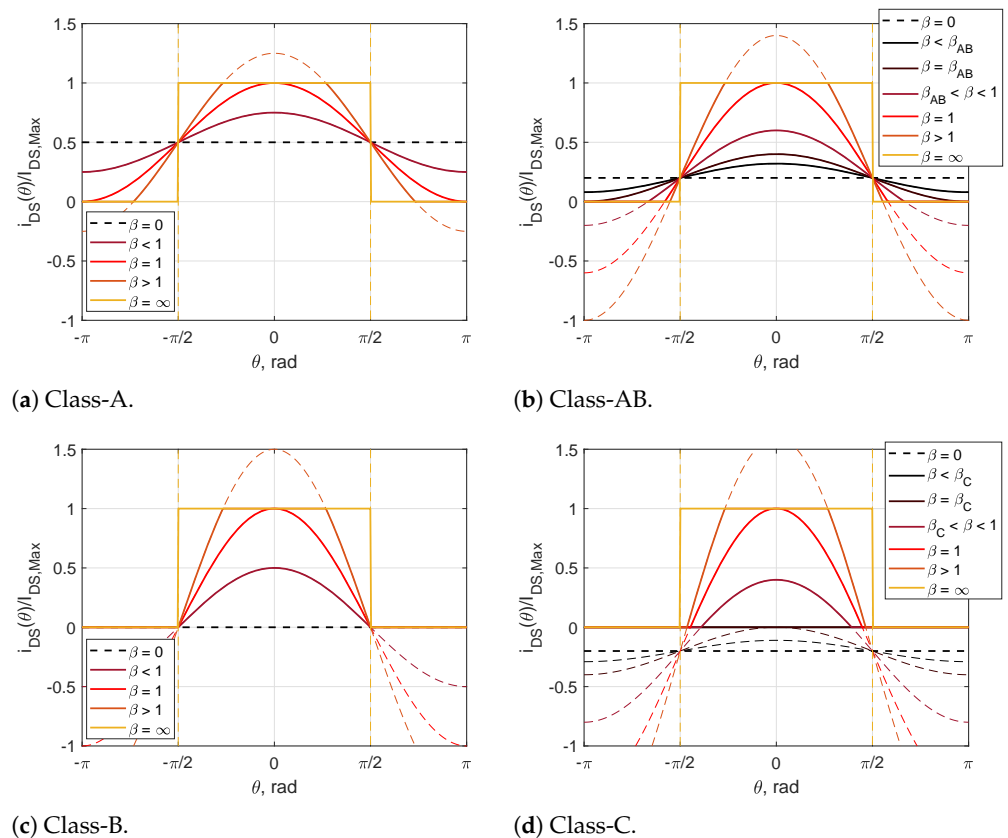 1.5
1
0.5
0
-0.5
-1
i_DS(θ)/I_DS,Max
β = 0
β < 1
β = 1
β > 1
β = ∞
-π
-π/2
0
π/2
π
θ, rad
(a) Class-A.
1.5
1
0.5
0
-0.5
-1
i_DS(θ)/I_DS,Max
β = 0
β < β_AB
β = β_AB
β_AB < β < 1
β = 1
β > 1
β = ∞
-π
-π/2
0
π/2
π
θ, rad
(b) Class-AB.
1.5
1
0.5
0
-0.5
-1
i_DS(θ)/I_DS,Max
β = 0
β < 1
β = 1
β > 1
β = ∞
-π
-π/2
0
π/2
π
θ, rad
(c) Class-B.
1.5
1
0.5
0
-0.5
-1
i_DS(θ)/I_DS,Max
β = 0
β < β_C
β = β_C
β_C < β < 1
β = 1
β > 1
β = ∞
-π
-π/2
0
π/2
π
θ, rad
(d) Class-C.